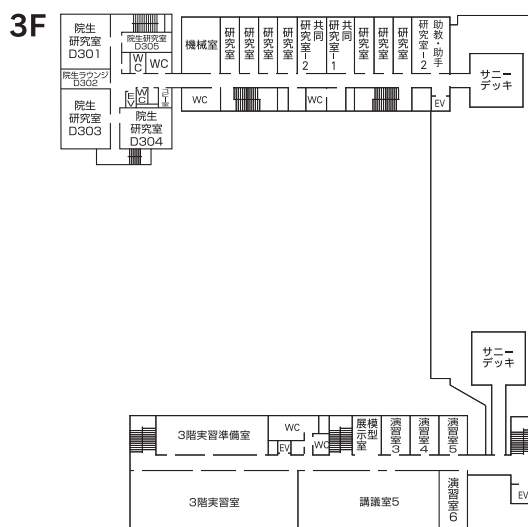 3F
院生
研究室
D301
院生研究室
D305
WC
WC
院生ラウンジ
D302
院生
研究室
D303
EV
WC
院生
研究室
D304
機械室
研究室
研究室
研究室
研究室
共同
研究室-2
共同
研究室-1
研究室
研究室
研究室
助教・助手
研究室-2
WC
WC
EV
サニー
デッキ
サニー
デッキ
3階実習準備室
WC
EV
WC
模型
展示室
演習室3
演習室4
演習室5
3階実習室
講議室5
演習室6
EV